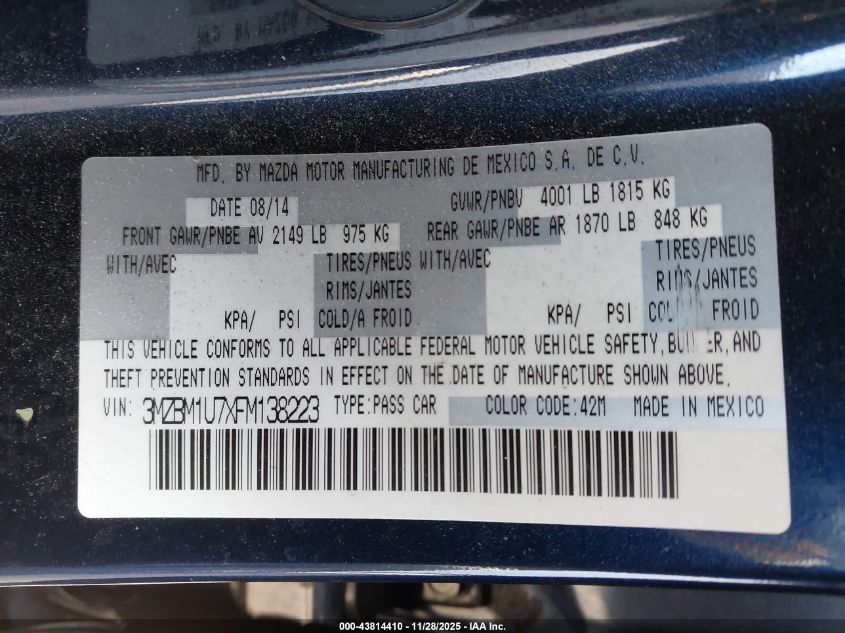 MFD. BY MAZDA MOTOR MANUFACTURING DE MEXICO S.A. DE C.V.
DATE 08/14 GVWR/PNBV 4001 LB 1815 KG
FRONT GAWR/PNBE AV 2149 LB 975 KG REAR GAWR/PNBE AR 1870 LB 848 KG
WITH/AVEC TIRES/PNEUS WITH/AVEC TIRES/PNEUS
RIMS/JANTES RIMS/JANTES
KPA/ PSI COLD/A FROID KPA/ PSI FROID
THIS VEHICLE CONFORMS TO ALL APPLICABLE FEDERAL MOTOR VEHICLE SAFETY, AND
THEFT PREVENTION STANDARDS IN EFFECT ON THE DATE OF MANUFACTURE SHOWN ABOVE.
VIN: 3MZBM1U7XFM138223 TYPE:PASS CAR COLOR CODE:42M MADE IN MEXICO
000-43814410 - 11/28/2025 - IAA Inc.